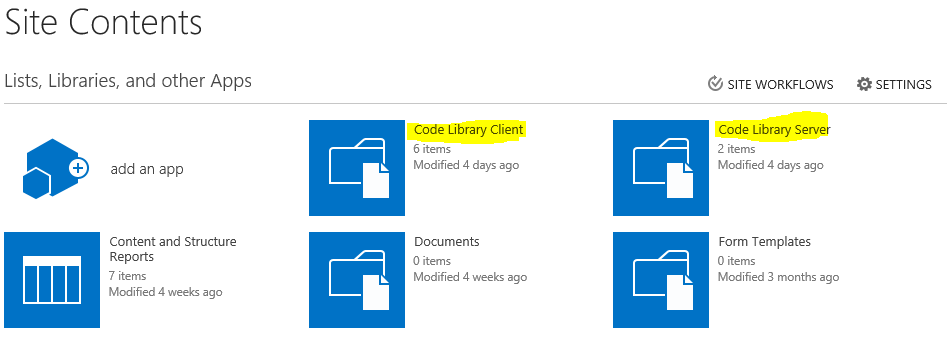 Site Contents
Lists, Libraries, and other Apps
SITE WORKFLOWS
SETTINGS
add an app
Code Library Client
6 items
Modified 4 days ago
Code Library Server
2 items
Modified 4 days ago
Content and Structure
Reports
7 items
Modified 4 weeks ago
Documents
0 items
Modified 4 weeks ago
Form Templates
0 items
Modified 3 months ago